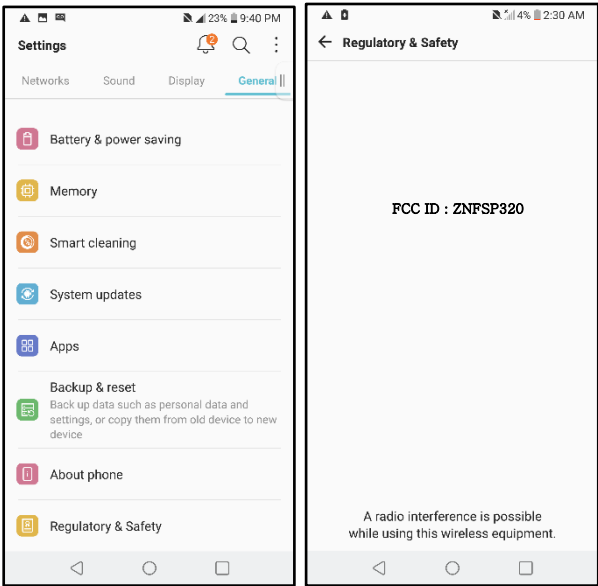 23% 9:40 PM
Settings
2
Networks Sound Display General
Battery & power saving
Memory
Smart cleaning
System updates
Apps
Backup & reset
Back up data such as personal data and
settings, or copy them from old device to new
device
About phone
Regulatory & Safety
4% 2:30 AM
Regulatory & Safety
FCC ID : ZNFSP320
A radio interference is possible
while using this wireless equipment.